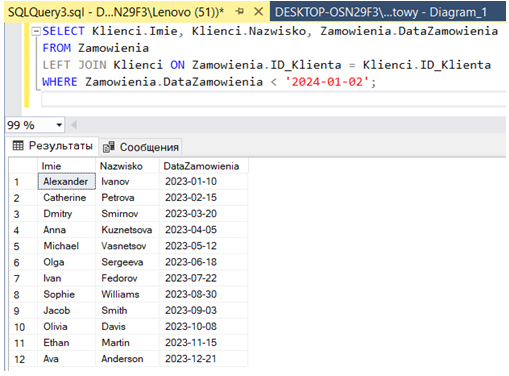 SQLQuery3.sql - D...N29F3\Lenovo (51))* DESKTOP-OSN29F3\...towy - Diagram_1
SELECT Klienci.Imie, Klienci.Nazwisko, Zamowienia.DataZamowienia
FROM Zamowienia
LEFT JOIN Klienci ON Zamowienia.ID_Klienta = Klienci.ID_Klienta
WHERE Zamowienia.DataZamowienia < '2024-01-02';
99 %
Результаты Сообщения
Imie Nazwisko DataZamowienia
1 Alexander Ivanov 2023-01-10
2 Catherine Petrova 2023-02-15
3 Dmitry Smirnov 2023-03-20
4 Anna Kuznetsova 2023-04-05
5 Michael Vasnetsov 2023-05-12
6 Olga Sergeeva 2023-06-18
7 Ivan Fedorov 2023-07-22
8 Sophie Williams 2023-08-30
9 Jacob Smith 2023-09-03
10 Olivia Davis 2023-10-08
11 Ethan Martin 2023-11-15
12 Ava Anderson 2023-12-21